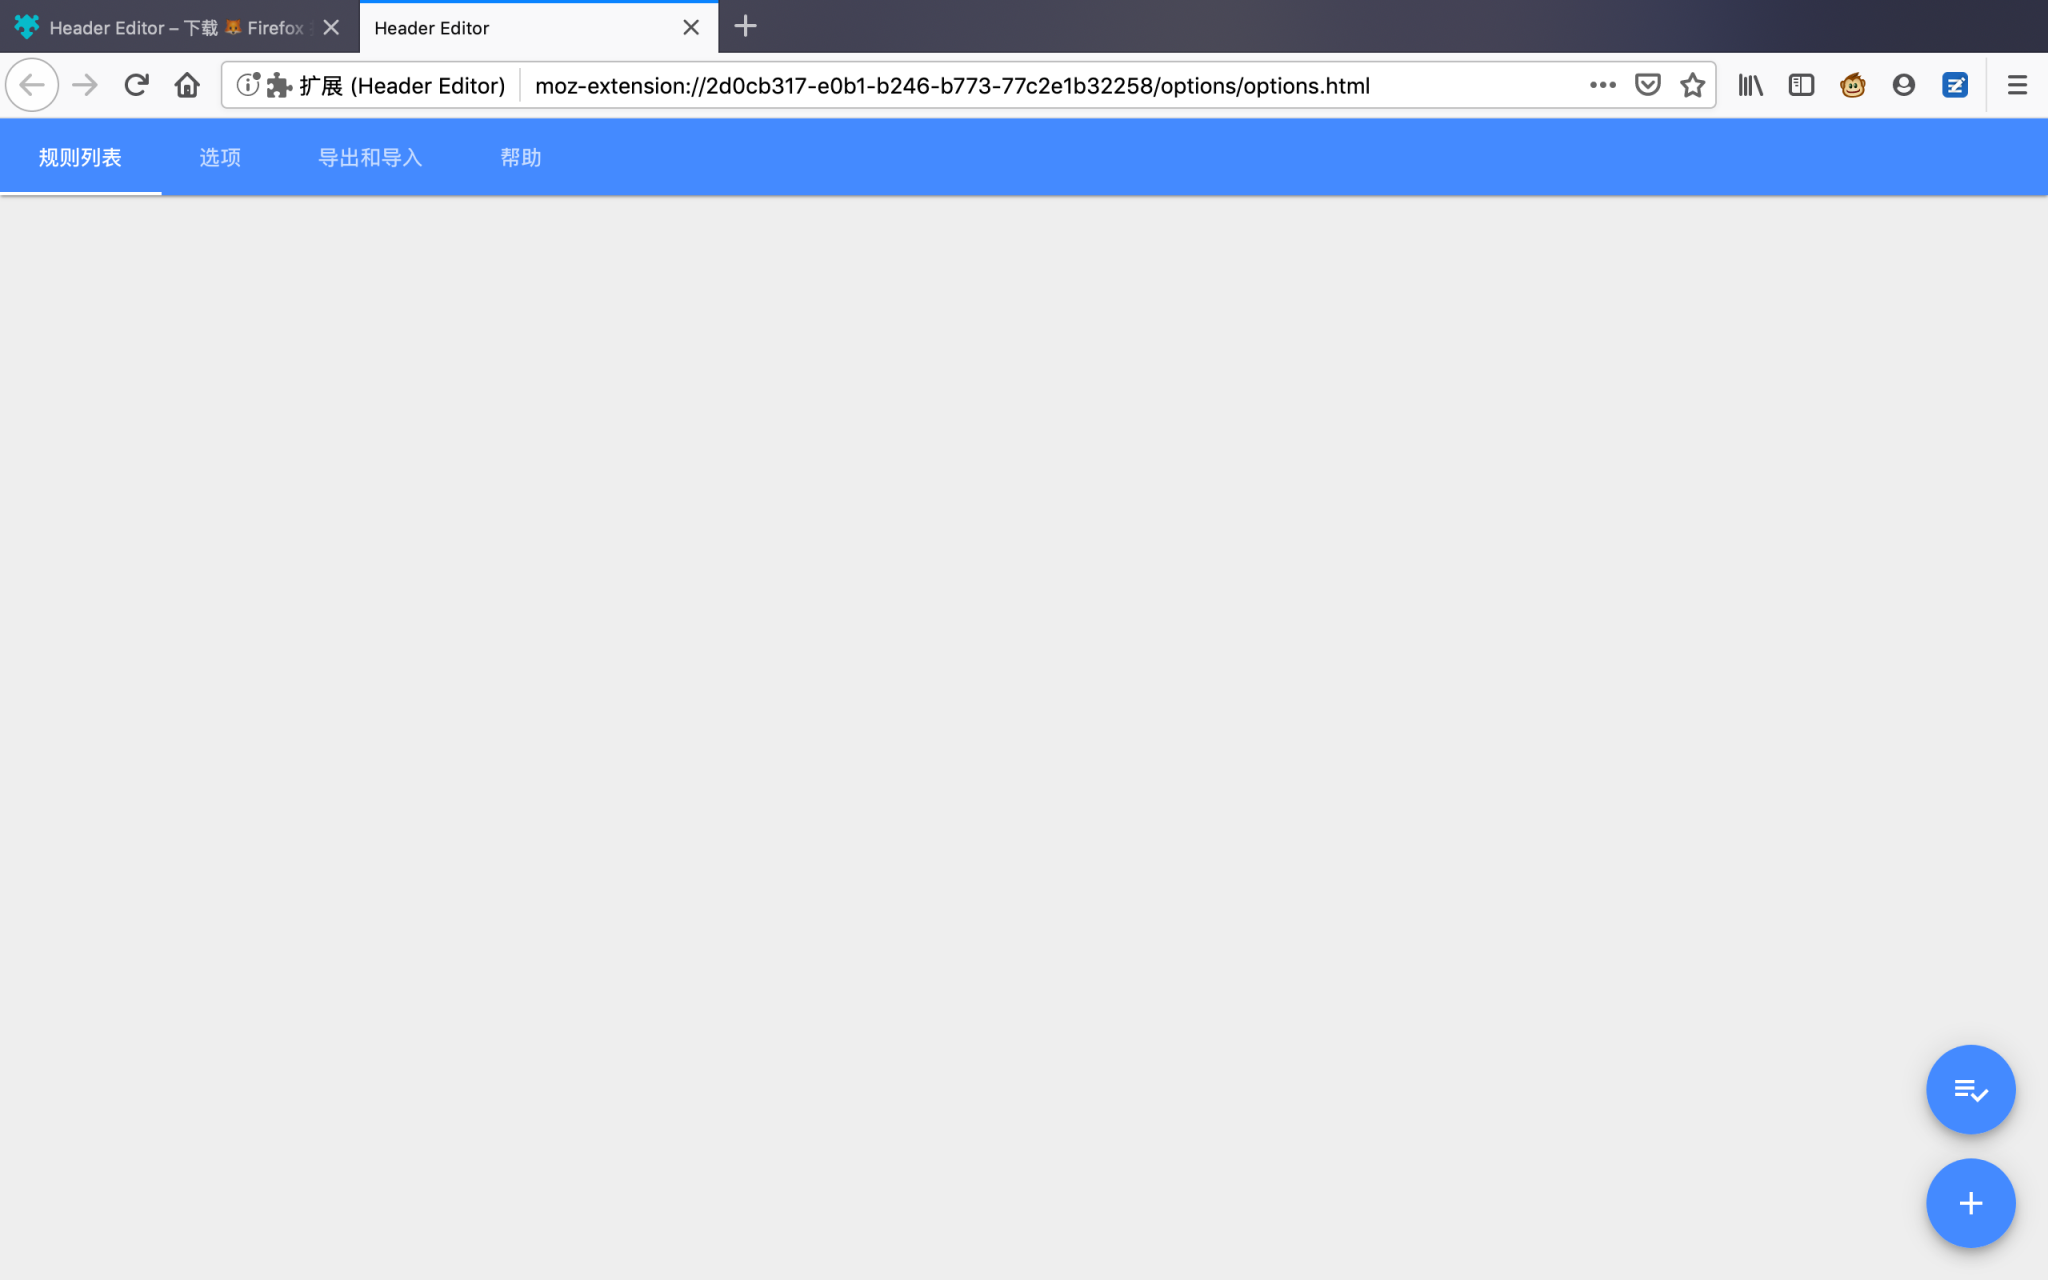 Header Editor – 下载 🦊 Firefox
Header Editor
扩展 (Header Editor)
moz-extension://2d0cb317-e0b1-b246-b773-77c2e1b32258/options/options.html
规则列表
选项
导出和导入
帮助